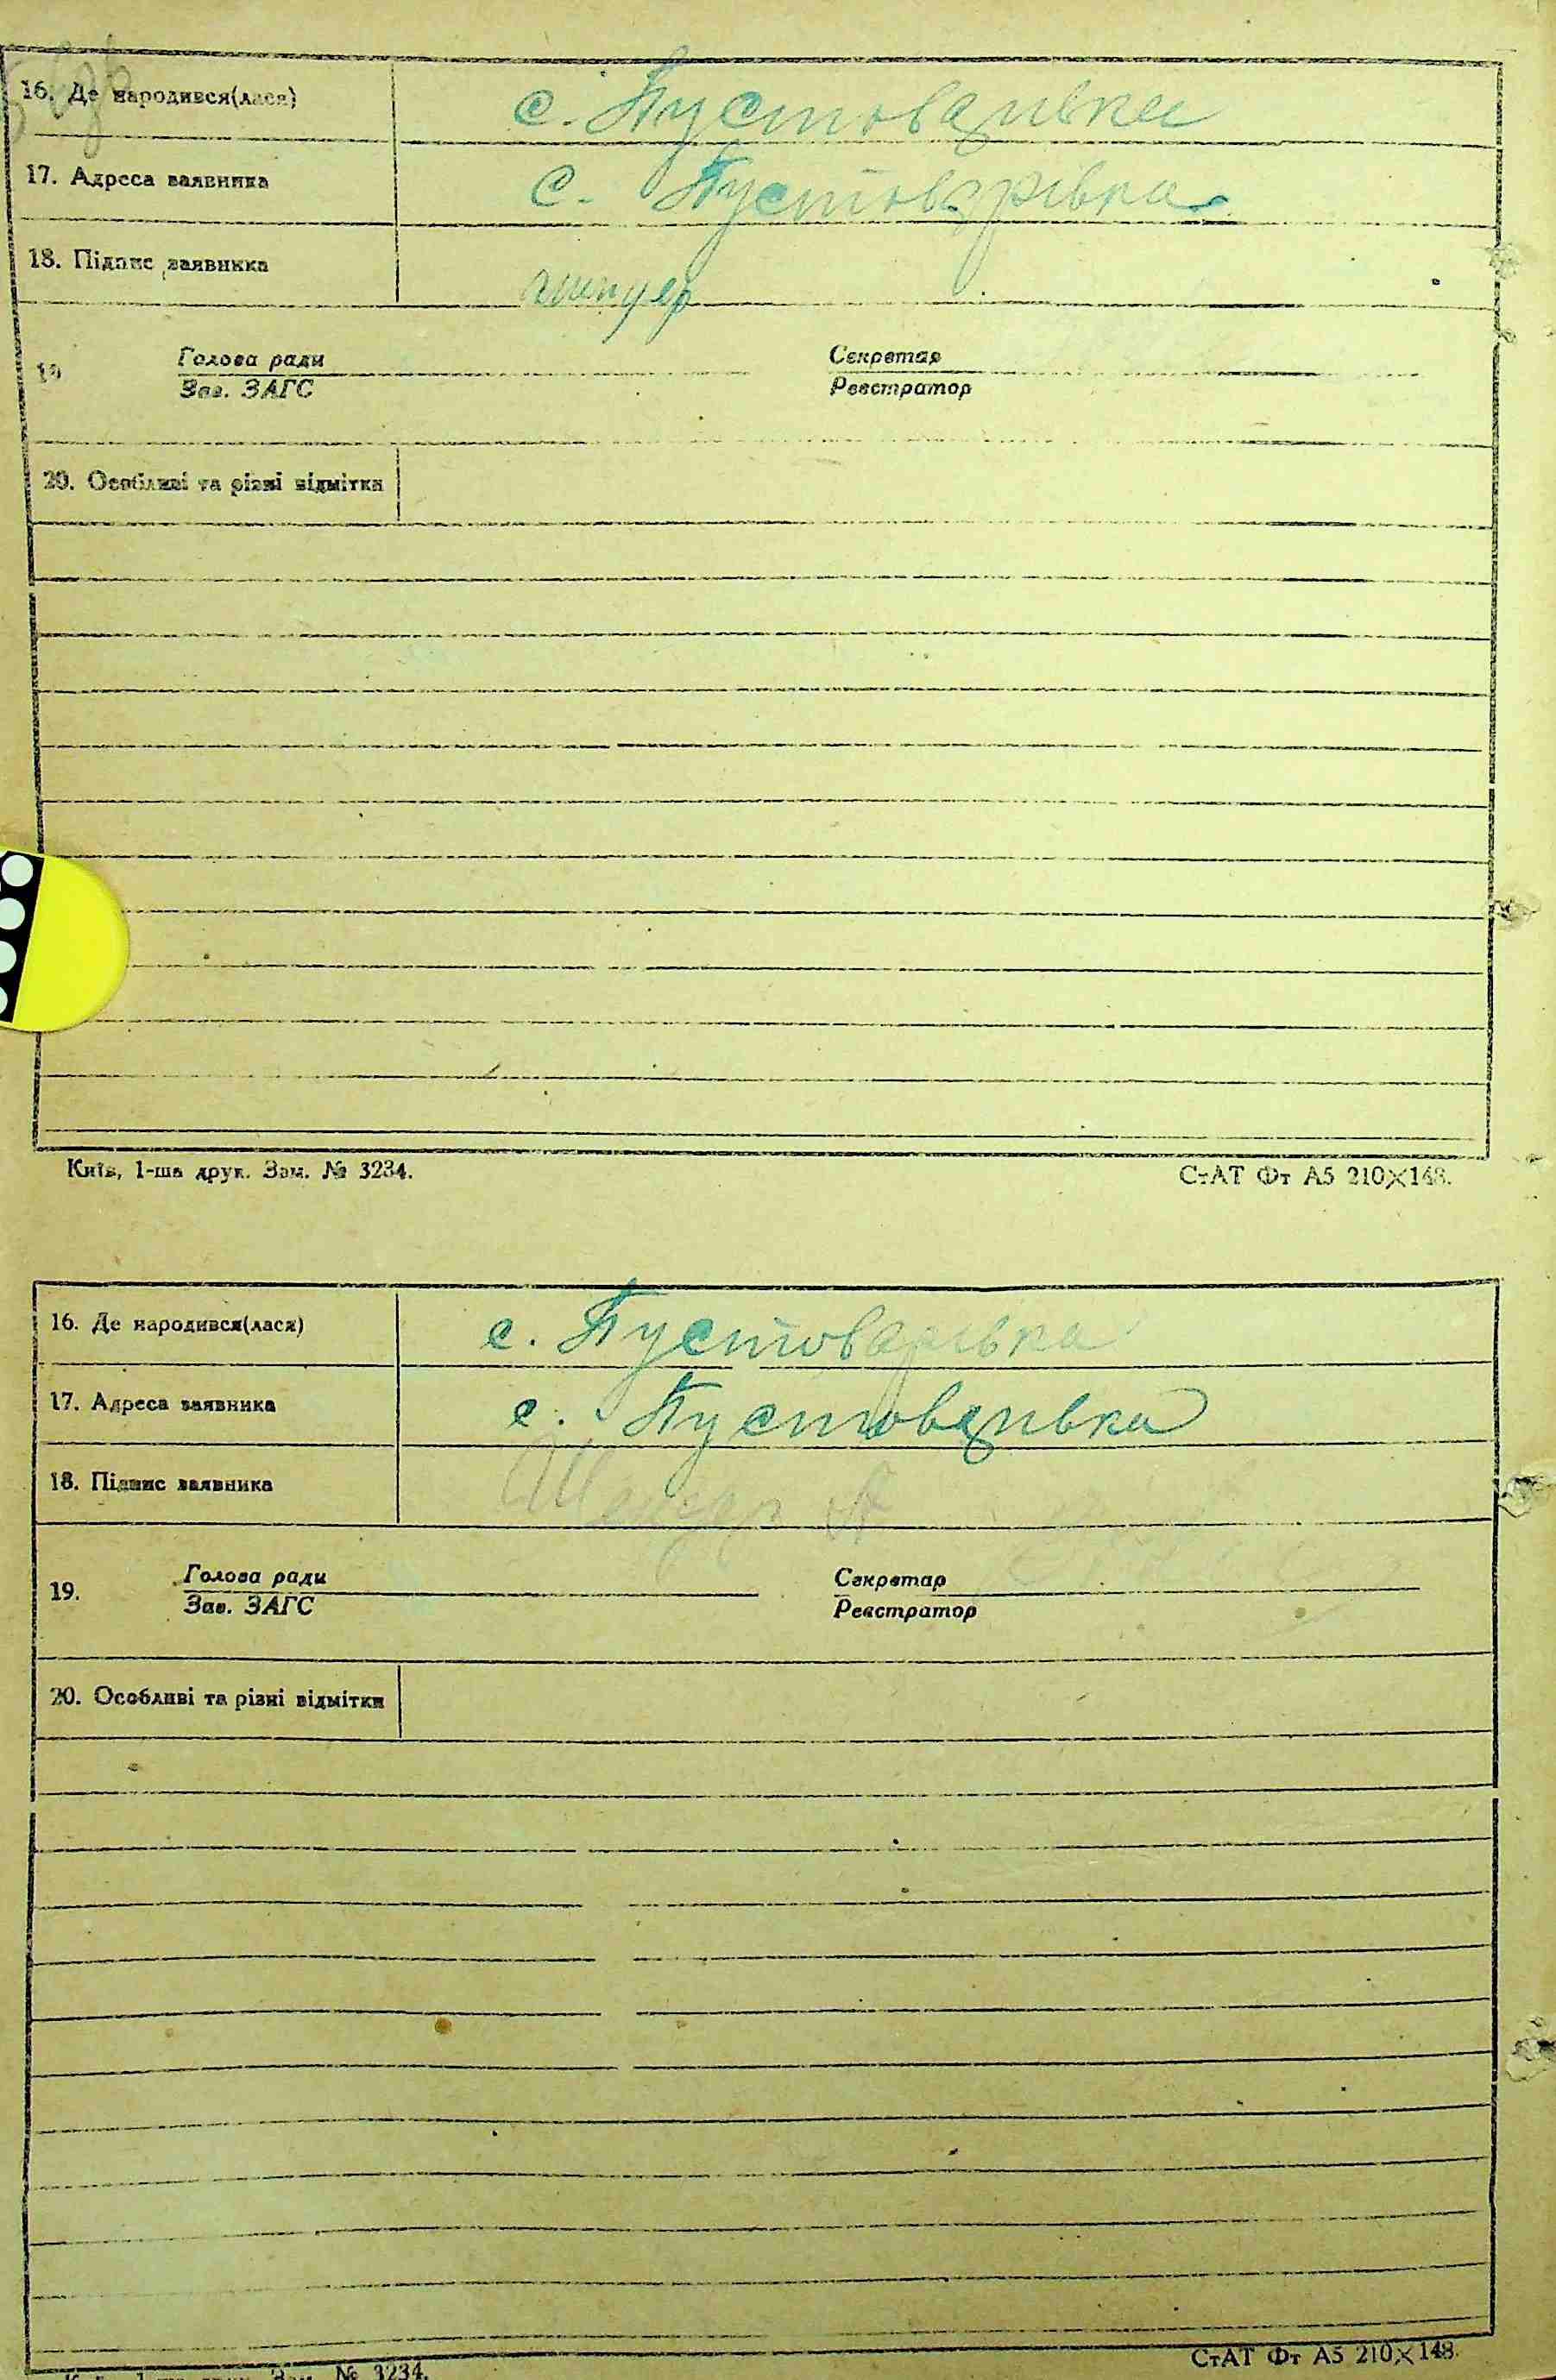 16. Де народився(лася) с. Пустоварівка
17. Адреса заявника с. Пустоварівка
18. Підпис заявника
19 Голова ради Секретар
Зав. ЗАГС Реєстратор
20. Особливі та різні відмітки
Київ, 1-ша друк. Зам. № 3234. СтАТ Фт А5 210×148.
16. Де народився(лася) с. Пустоварівка
17. Адреса заявника с. Пустоварівка
18. Підпис заявника
19. Голова ради Секретар
Зав. ЗАГС Реєстратор
20. Особливі та різні відмітки
Зам. № 3234. СтАТ Фт А5 210×148.